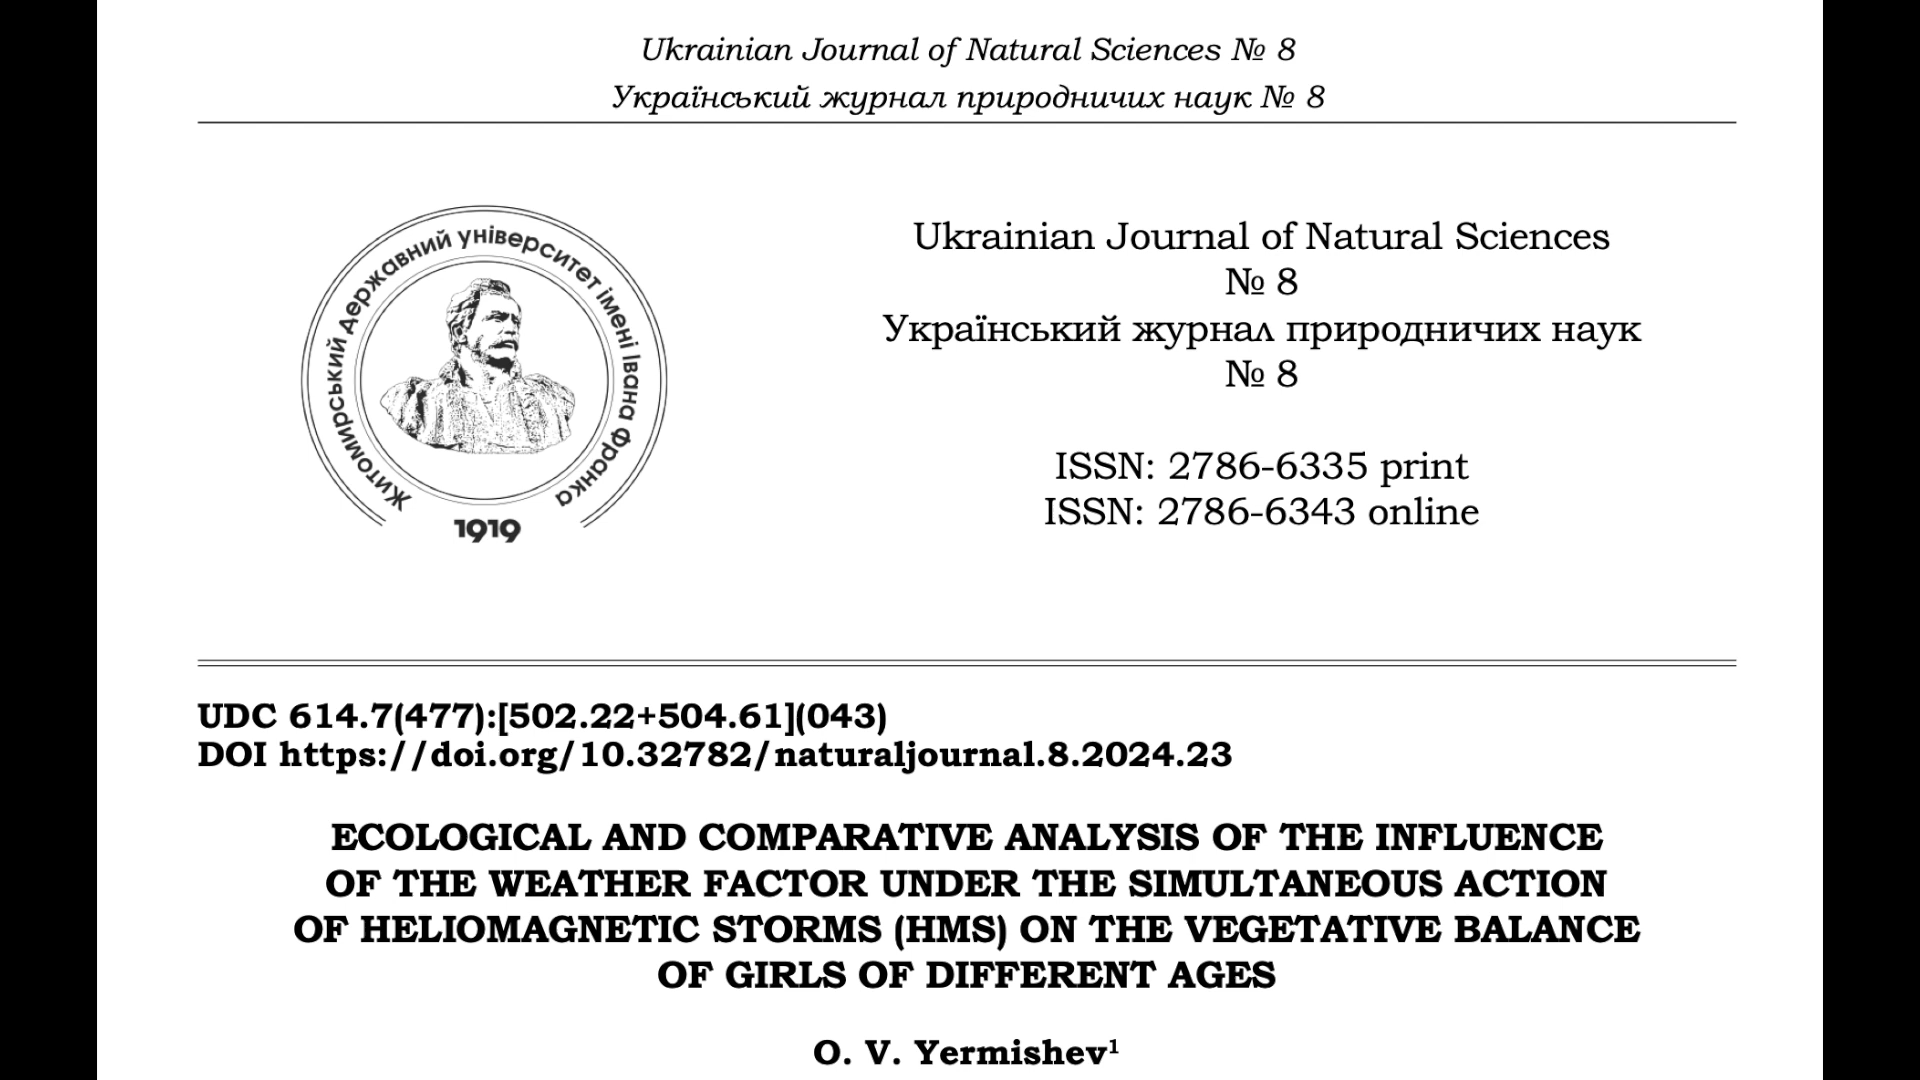 Ukrainian Journal of Natural Sciences № 8
Український журнал природничих наук № 8
Житомирський державний університет імені Івана Франка
1919
Ukrainian Journal of Natural Sciences
№ 8
Український журнал природничих наук
№ 8
ISSN: 2786-6335 print
ISSN: 2786-6343 online
UDC 614.7(477):[502.22+504.61](043)
DOI https://doi.org/10.32782/naturaljournal.8.2024.23
ECOLOGICAL AND COMPARATIVE ANALYSIS OF THE INFLUENCE
OF THE WEATHER FACTOR UNDER THE SIMULTANEOUS ACTION
OF HELIOMAGNETIC STORMS (HMS) ON THE VEGETATIVE BALANCE
OF GIRLS OF DIFFERENT AGES
O. V. Yermishev¹